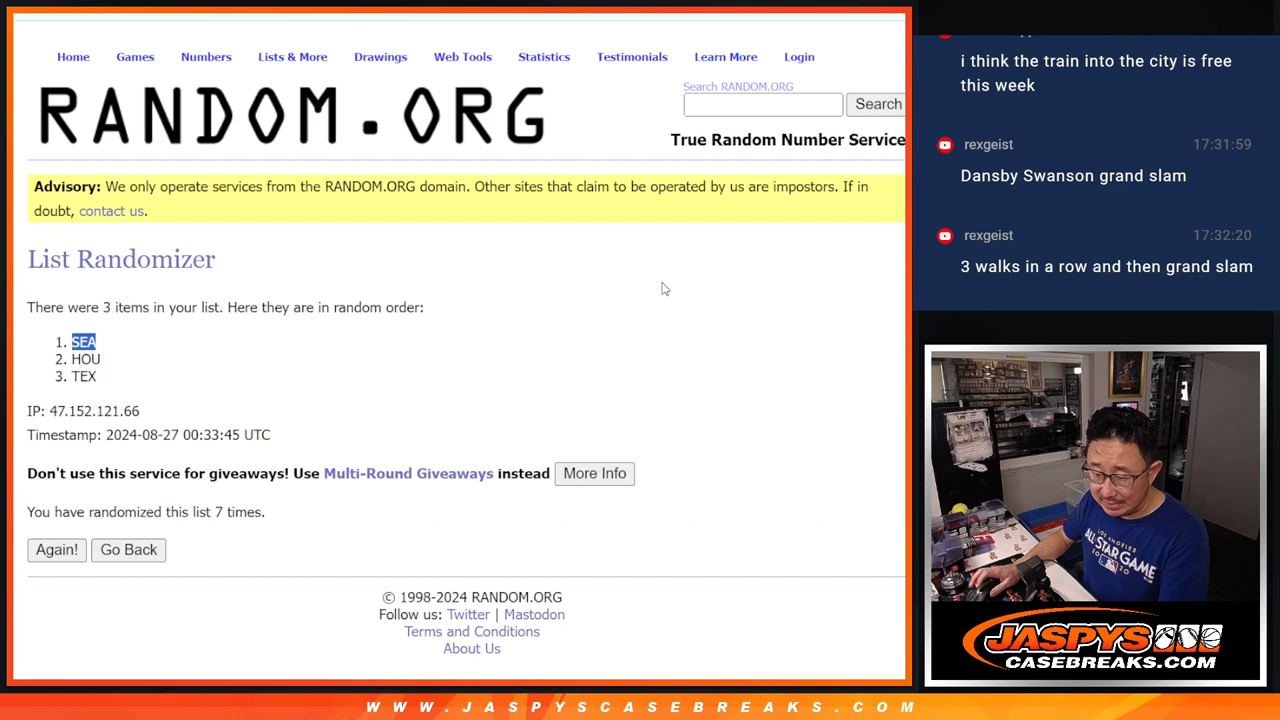 Home Games Numbers Lists & More Drawings Web Tools Statistics Testimonials Learn More Login
RANDOM.ORG
Search RANDOM.ORG
Search
True Random Number Service
Advisory: We only operate services from the RANDOM.ORG domain. Other sites that claim to be operated by us are impostors. If in
doubt, contact us.
List Randomizer
There were 3 items in your list. Here they are in random order:
1. SEA
2. HOU
3. TEX
IP: 47.152.121.66
Timestamp: 2024-08-27 00:33:45 UTC
Don't use this service for giveaways! Use Multi-Round Giveaways instead More Info
You have randomized this list 7 times.
Again! Go Back
© 1998-2024 RANDOM.ORG
Follow us: Twitter | Mastodon
Terms and Conditions
About Us
i think the train into the city is free
this week
rexgeist 17:31:59
Dansby Swanson grand slam
rexgeist 17:32:20
3 walks in a row and then grand slam
LOS ANGELES
ALL STAR GAME
2020
JASPYS
CASEBREAKS.COM
WWW.JASPYSCASEBREAKS.COM